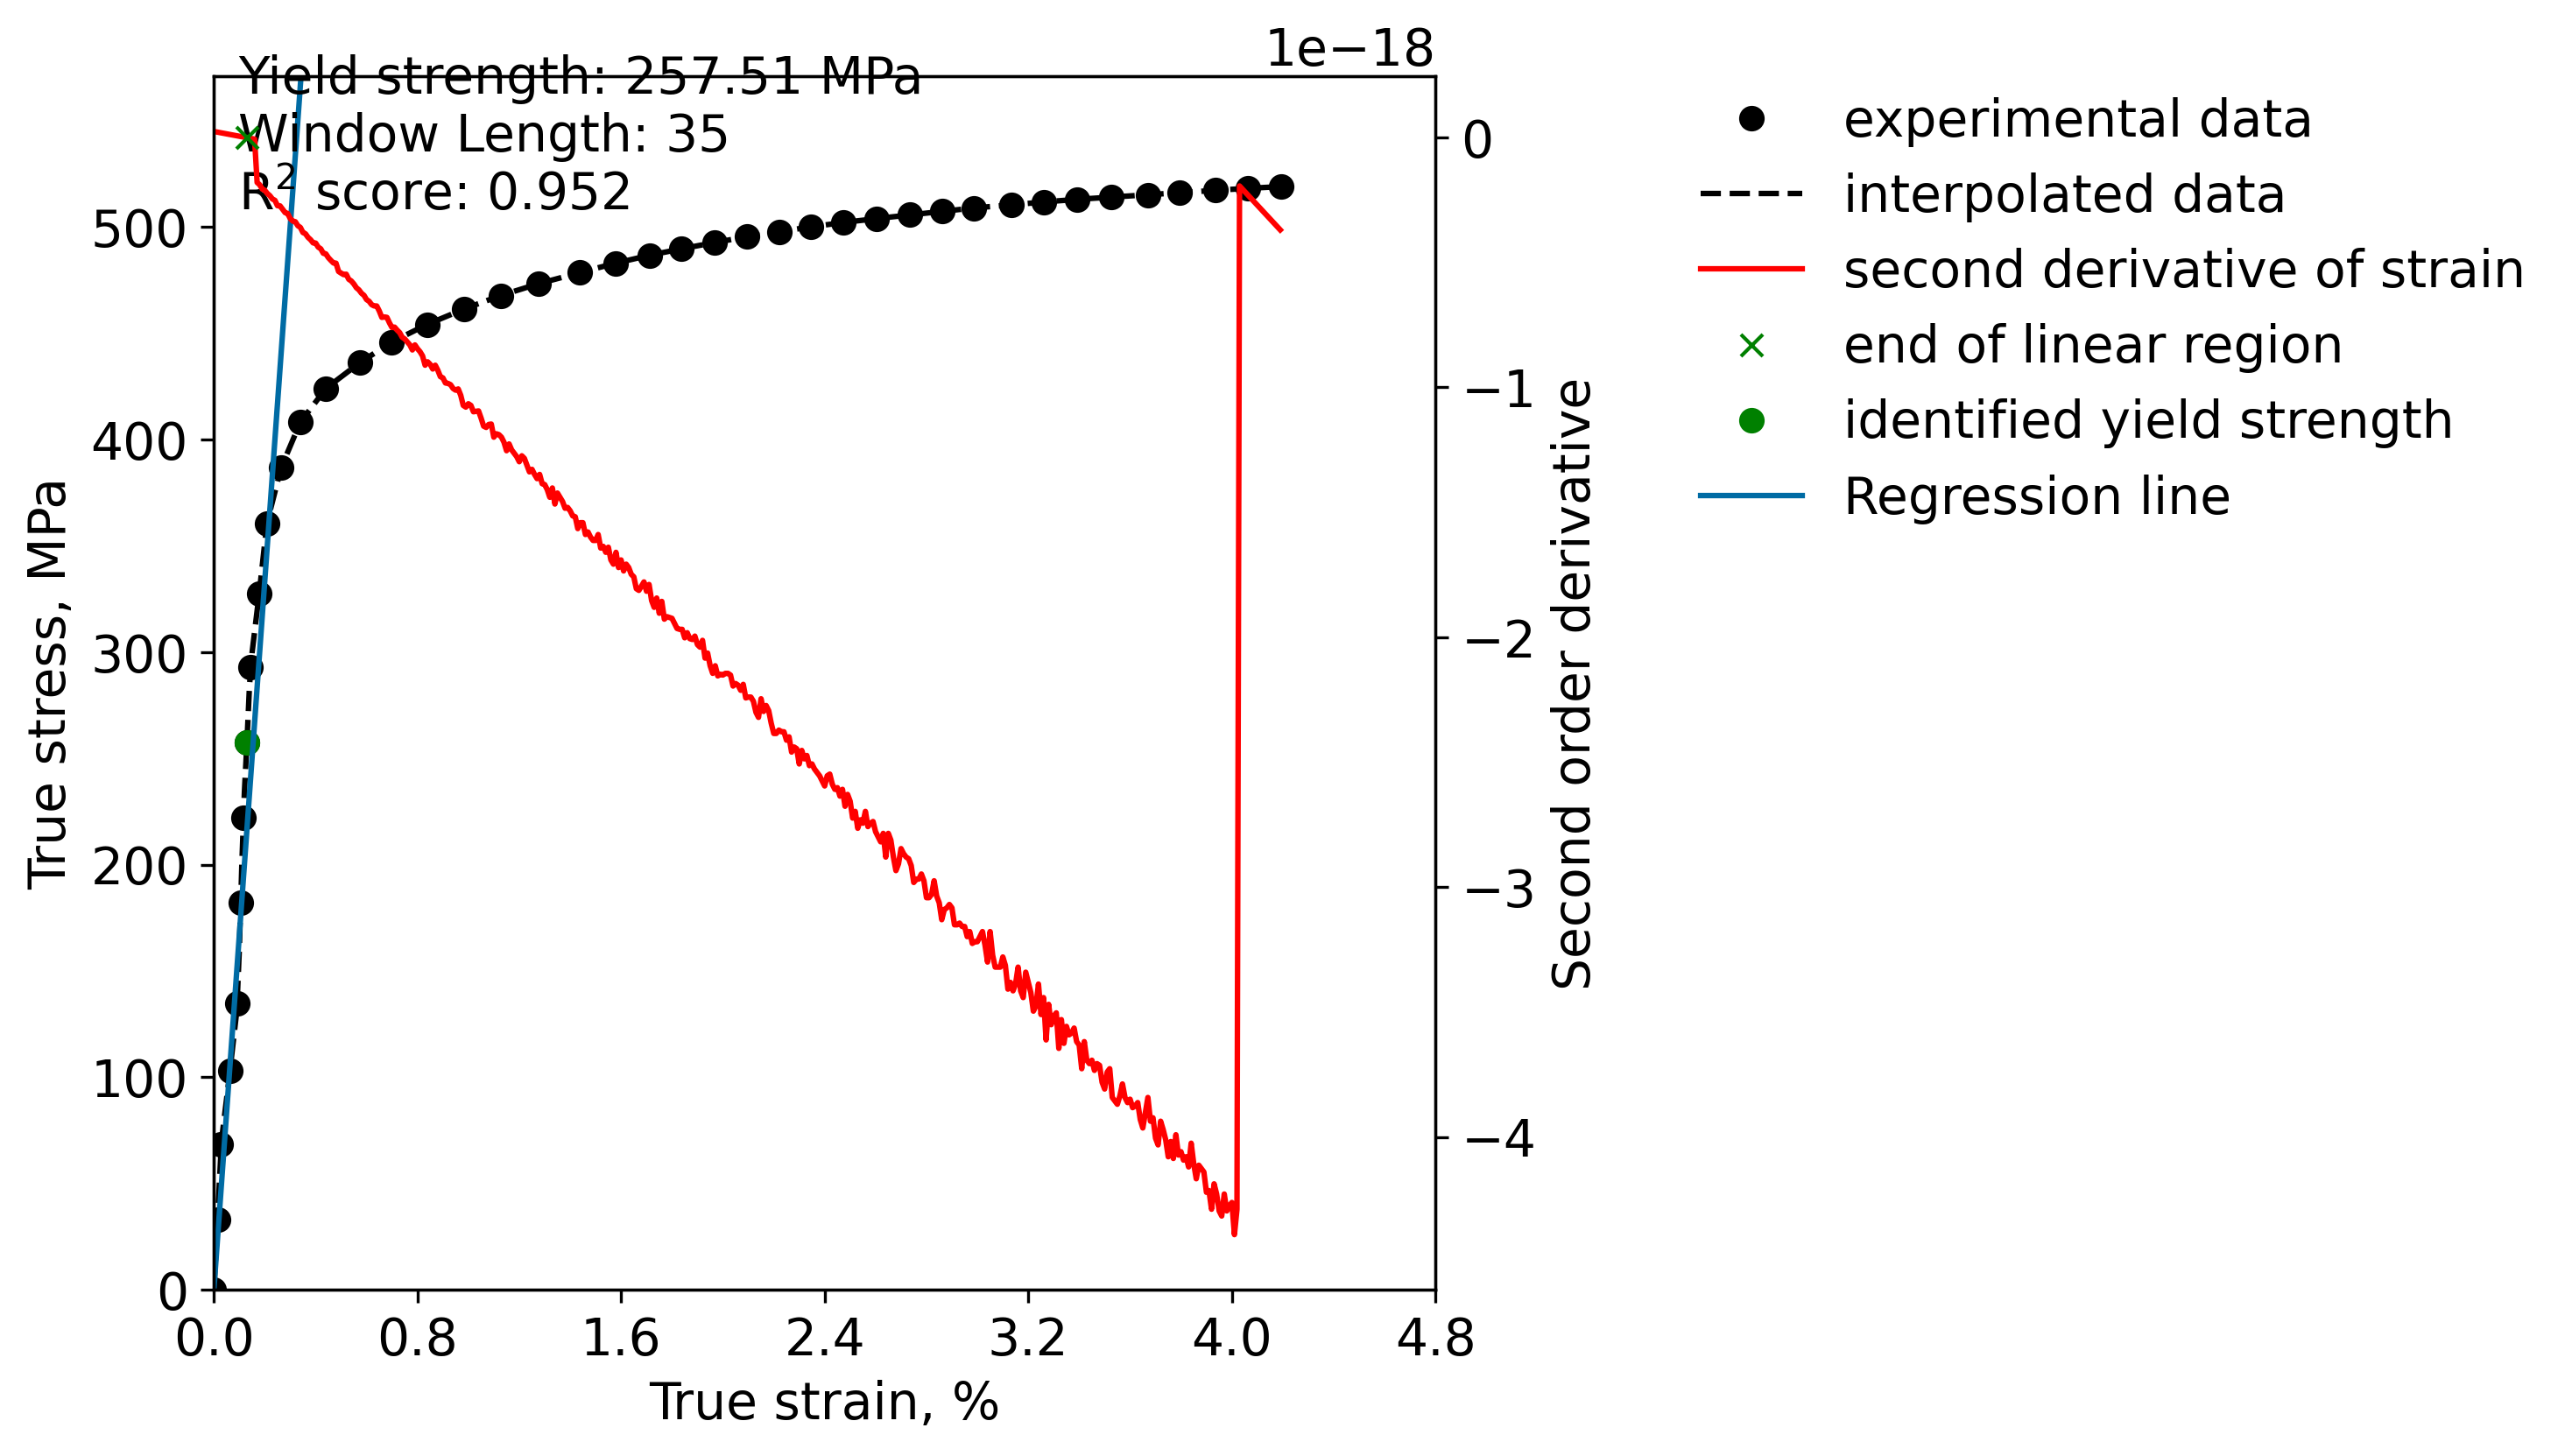 1e−18
Yield strength: 257.51 MPa
Window Length: 35
R² score: 0.952
experimental data
interpolated data
second derivative of strain
end of linear region
identified yield strength
Regression line
True stress, MPa
500
400
300
200
100
0
0
−1
−2
−3
−4
Second order derivative
0.0 0.8 1.6 2.4 3.2 4.0 4.8
True strain, %